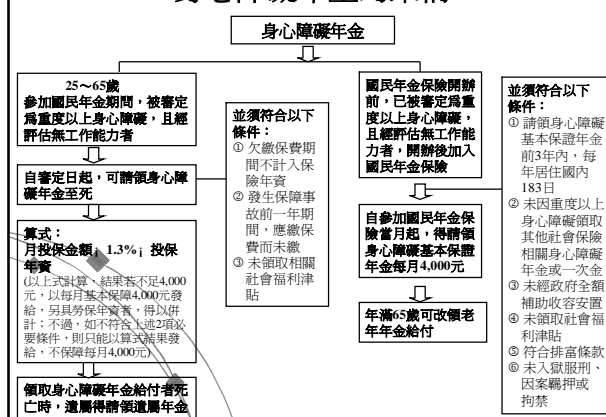 身心障礙年金
25～65歲
參加國民年金期間，被審定
為重度以上身心障礙，且經
評估無工作能力者
自審定日起，可請領身心障
礙年金至死
算式：
月投保金額¡ 1.3%¡ 投保
年資
(以上式計算，結果若不足4,000
元，以每月基本保障4,000元發
給，另具勞保年資者，得以併
計；不過，如不符合上述2項必
要條件，則只能以算式結果發
給，不保障每月4,000元)
領取身心障礙年金給付者死
亡時，遺屬得請領遺屬年金
並須符合以下
條件：
① 欠繳保費期
間不計入保
險年資
② 發生保障事
故前一年期
間，應繳保
費而未繳
③ 未領取相關
社會福利津
貼
國民年金保險開辦
前，已被審定為重
度以上身心障礙，
且經評估無工作能
力者，開辦後加入
國民年金保險
自參加國民年金保
險當月起，得請領
身心障礙基本保證
年金每月4,000元
年滿65歲可改領老
年年金給付
並須符合以下
條件：
① 請領身心障礙
基本保證年金
前3年內，每
年居住國內
183日
② 未因重度以上
身心障礙領取
其他社會保險
相關身心障礙
年金或一次金
③ 未經政府全額
補助收容安置
④ 未領取社會福
利津貼
⑤ 符合排富條款
⑥ 未入獄服刑、
因案羈押或
拘禁